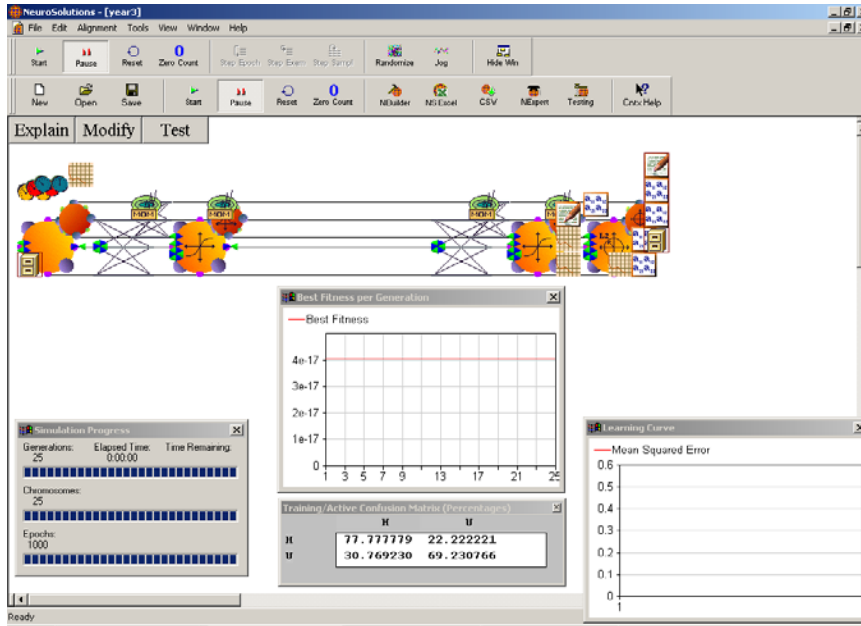 NeuroSolutions - [year3]
File Edit Alignment Tools View Window Help
Start Pause Reset Zero Count Step Epoch Step Exem Step Sampl Randomize Jog Hide Win
New Open Save Start Pause Reset Zero Count NBuilder NS Excel CSV NExpert Testing Cntx Help
Explain Modify Test
MOM MOM MOM MOM
Best Fitness per Generation
Best Fitness
4e-17
3e-17
2e-17
1e-17
0
1 3 5 7 9 13 17 21 25
Simulation Progress
Generations: Elapsed Time: Time Remaining:
25 0:00:00
Chromosomes:
25
Epochs:
1000
Training/Active Confusion Matrix (Percentages)
H U
H 77.777779 22.222221
U 30.769230 69.230766
Learning Curve
Mean Squared Error
0.6
0.5
0.4
0.3
0.2
0.1
0
1
Ready